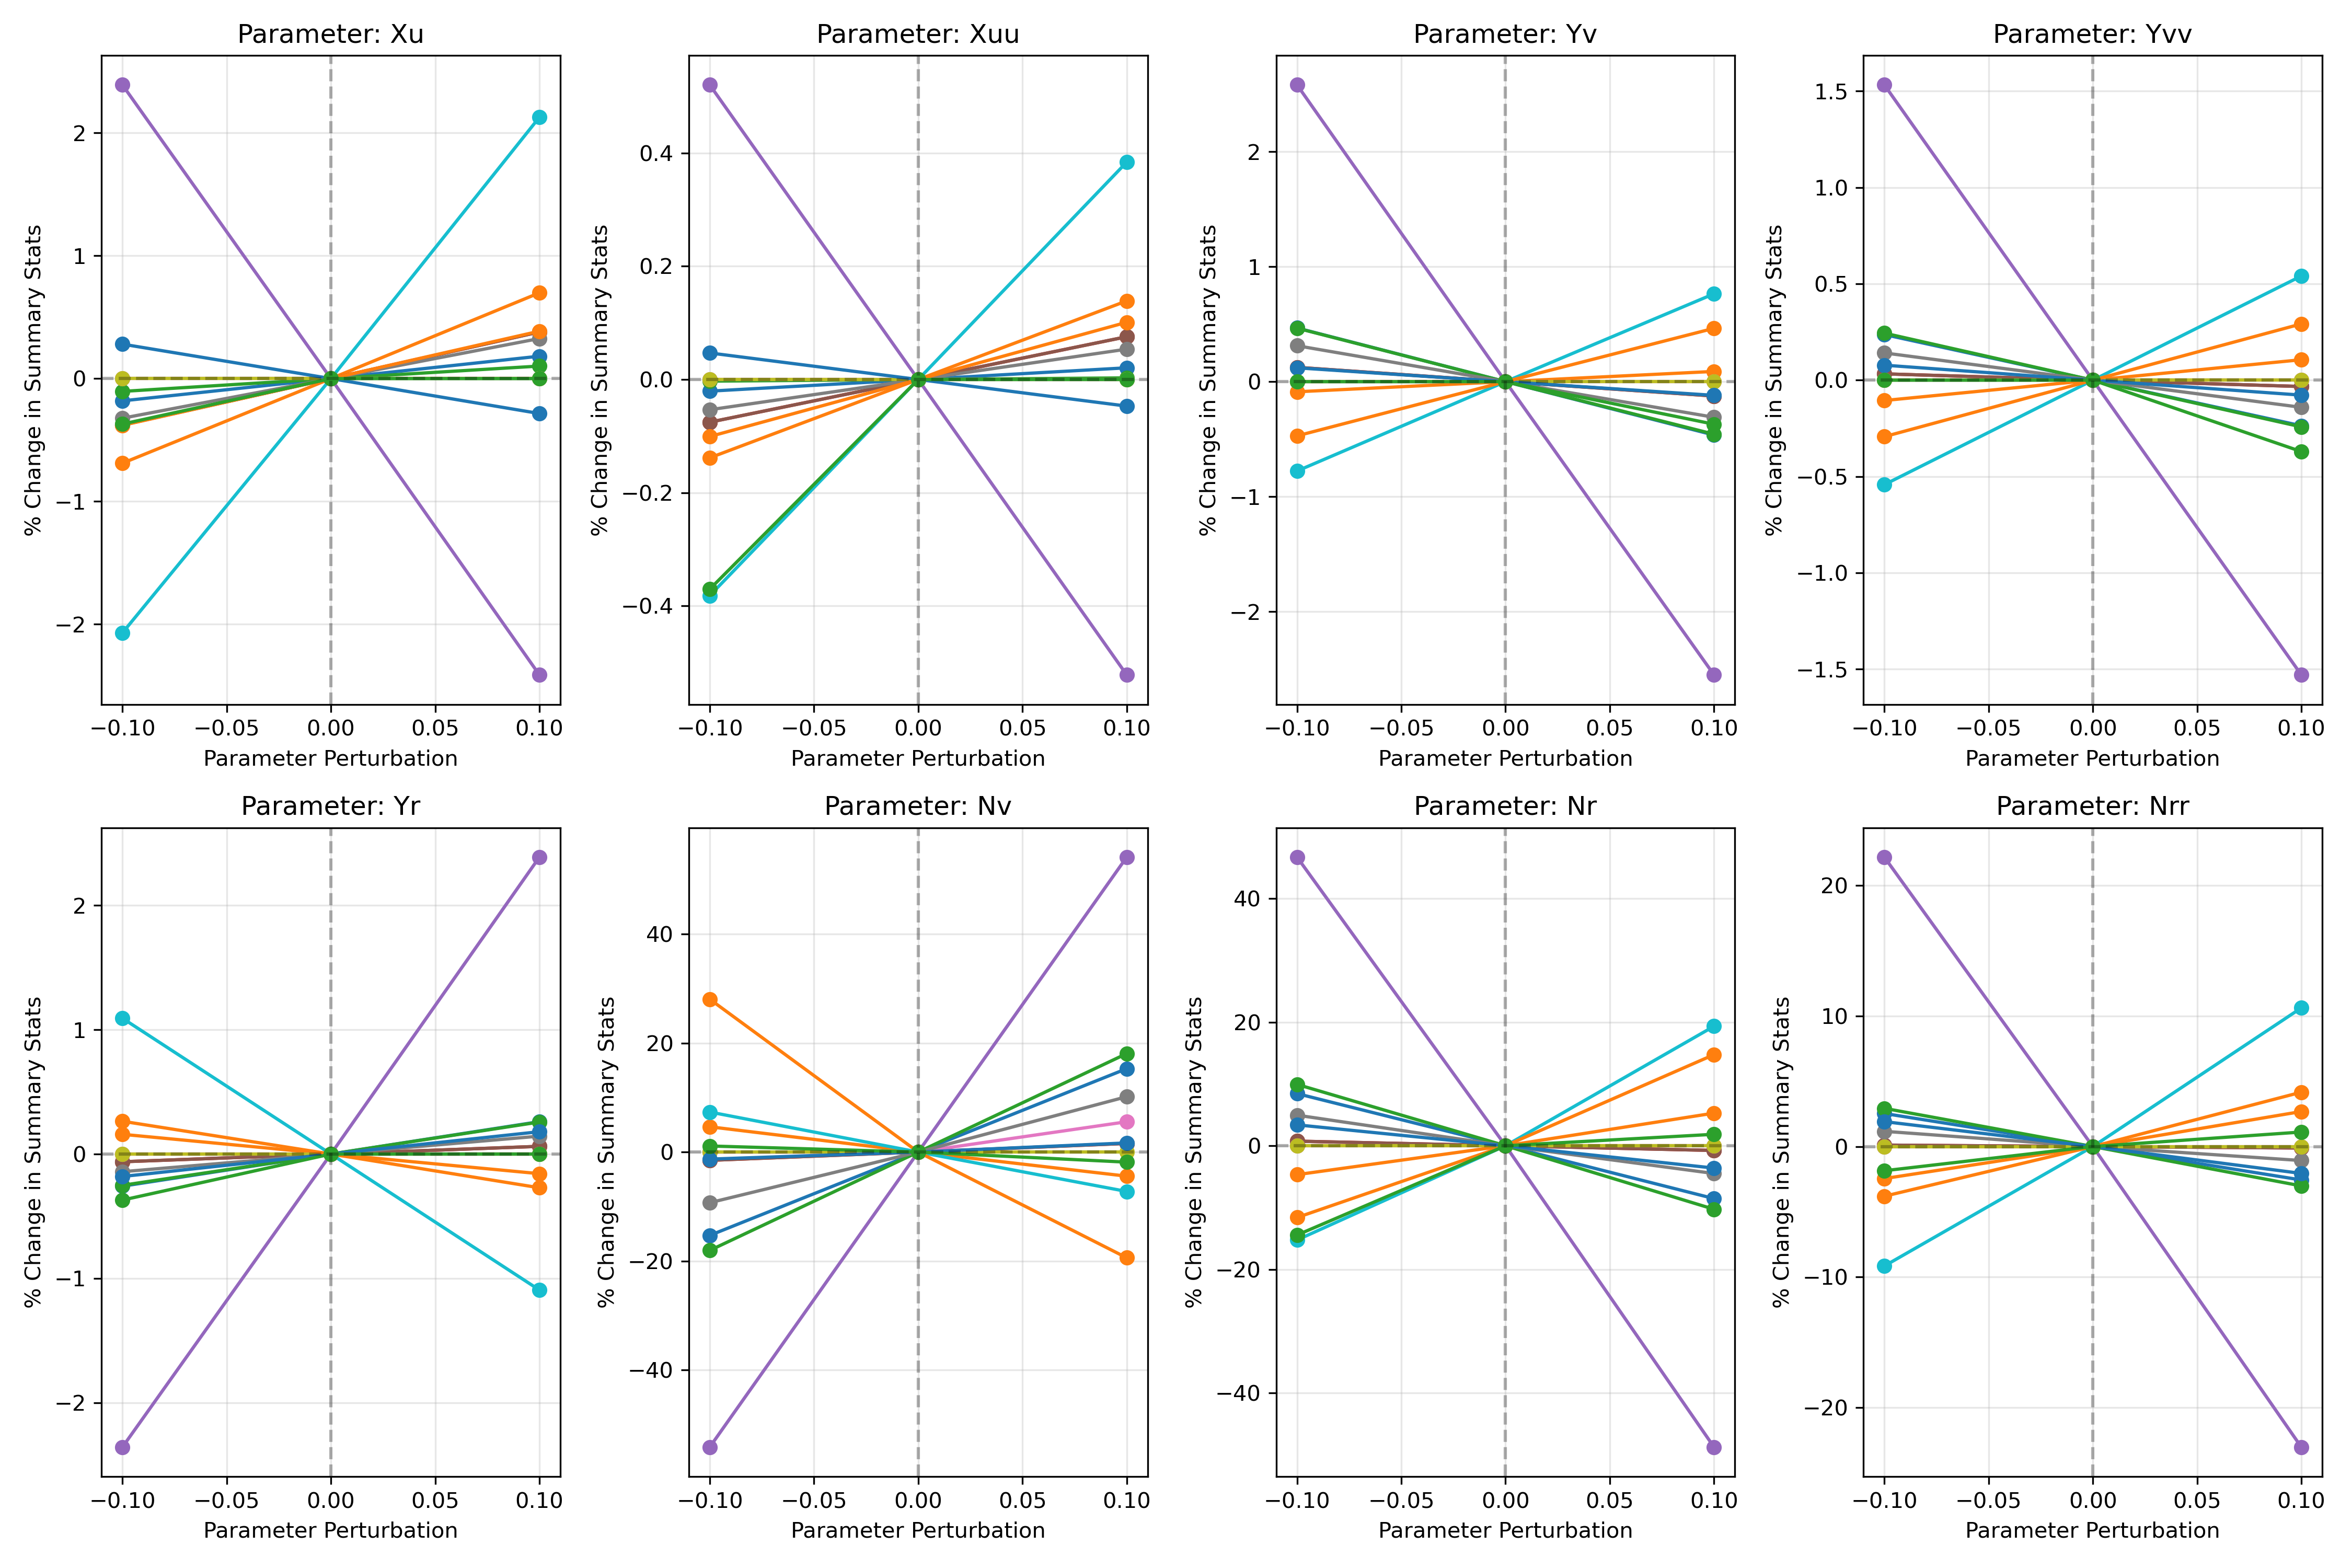 Parameter: Xu
% Change in Summary Stats
2
1
0
−1
−2
−0.10 −0.05 0.00 0.05 0.10
Parameter Perturbation
Parameter: Xuu
% Change in Summary Stats
0.4
0.2
0.0
−0.2
−0.4
−0.10 −0.05 0.00 0.05 0.10
Parameter Perturbation
Parameter: Yv
% Change in Summary Stats
2
1
0
−1
−2
−0.10 −0.05 0.00 0.05 0.10
Parameter Perturbation
Parameter: Yvv
% Change in Summary Stats
1.5
1.0
0.5
0.0
−0.5
−1.0
−1.5
−0.10 −0.05 0.00 0.05 0.10
Parameter Perturbation
Parameter: Yr
% Change in Summary Stats
2
1
0
−1
−2
−0.10 −0.05 0.00 0.05 0.10
Parameter Perturbation
Parameter: Nv
% Change in Summary Stats
40
20
0
−20
−40
−0.10 −0.05 0.00 0.05 0.10
Parameter Perturbation
Parameter: Nr
% Change in Summary Stats
40
20
0
−20
−40
−0.10 −0.05 0.00 0.05 0.10
Parameter Perturbation
Parameter: Nrr
% Change in Summary Stats
20
10
0
−10
−20
−0.10 −0.05 0.00 0.05 0.10
Parameter Perturbation